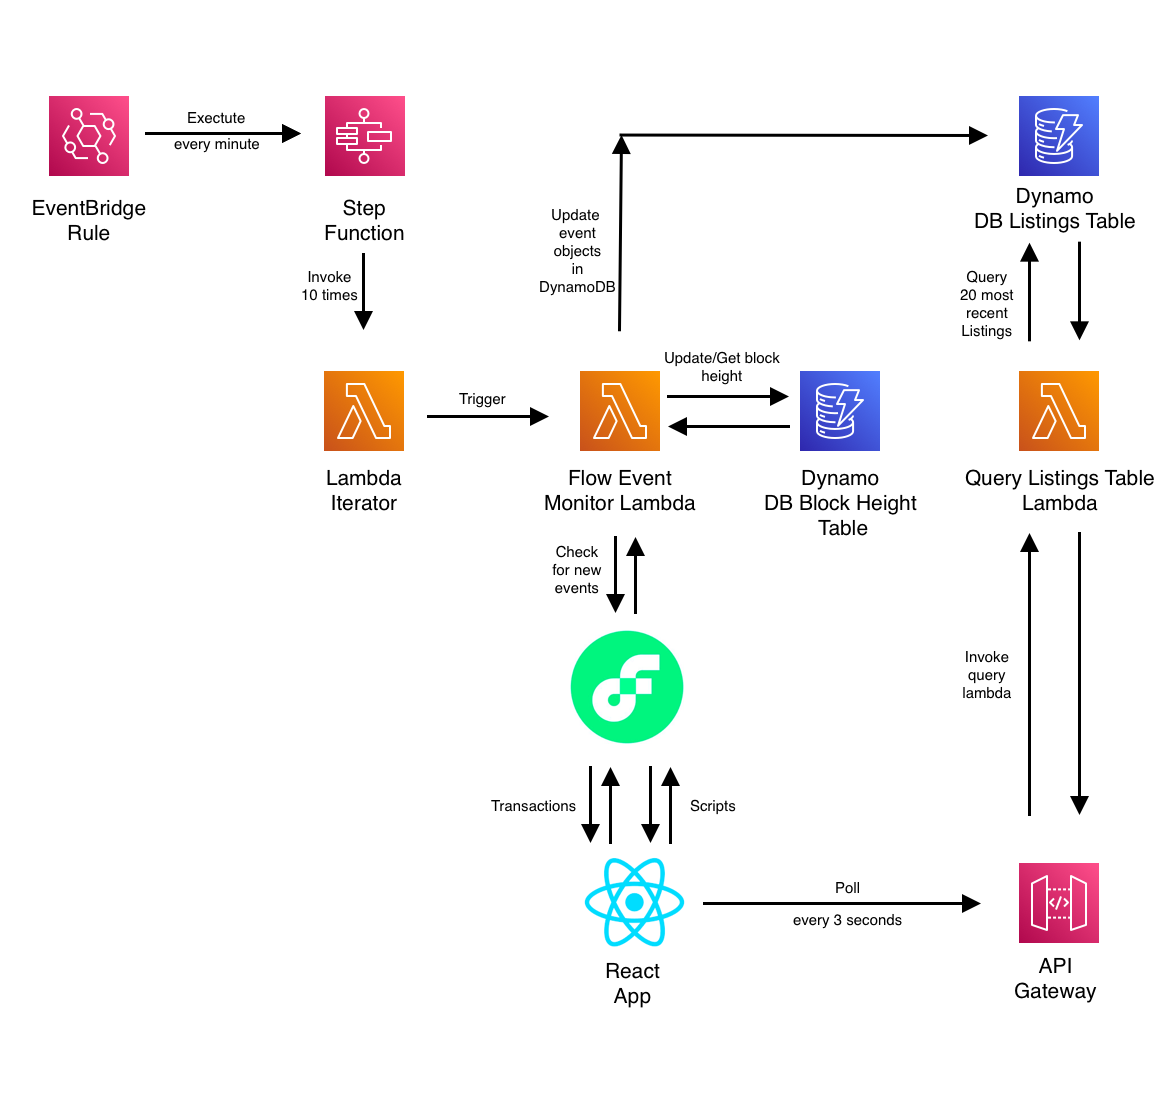 Exectute
every minute
EventBridge
Rule
Step
Function
Invoke
10 times
Update
event
objects
in
DynamoDB
Dynamo
DB Listings Table
Query
20 most
recent
Listings
Trigger
Update/Get block
height
Lambda
Iterator
Flow Event
Monitor Lambda
Dynamo
DB Block Height
Table
Query Listings Table
Lambda
Check
for new
events
Invoke
query
lambda
Transactions
Scripts
Poll
every 3 seconds
</>
React
App
API
Gateway